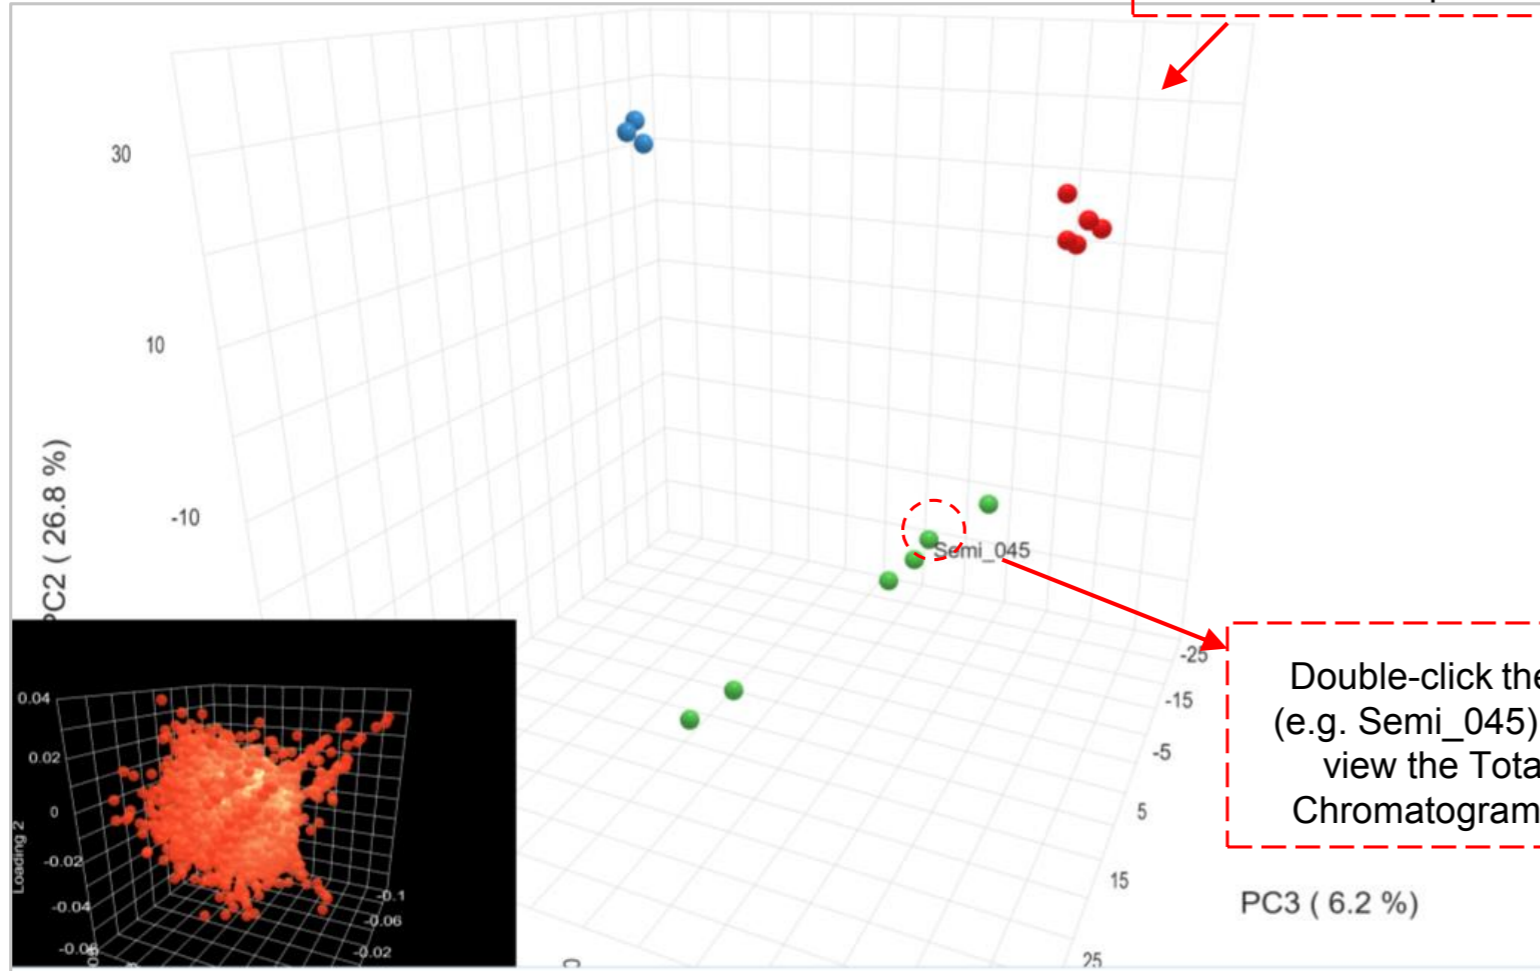 30
10
-10
PC2 ( 26.8 %)
Semi_045
-25
-15
-5
5
15
25
PC3 ( 6.2 %)
Double-click the
(e.g. Semi_045)
view the Tota
Chromatogram
0.04
0.02
0
-0.02
-0.04
-0.06
Loading 2
-0.1
-0.06
-0.02